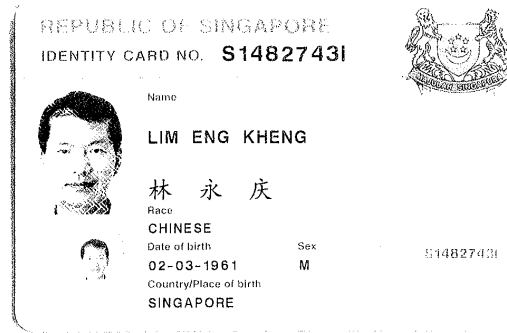 REPUBLIC OF SINGAPORE
IDENTITY CARD NO. S1482743I
Name
LIM ENG KHENG
林永庆
Race
CHINESE
Date of birth Sex
02-03-1961 M
S1482743I
Country/Place of birth
SINGAPORE